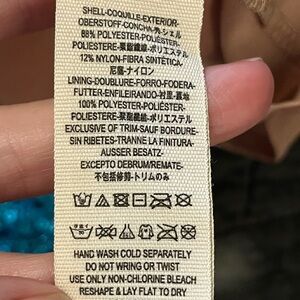 SHELL-COQUILLE-EXTERIOR-
OBERSTOFF-CONCHA-売-シェル
88% POLYESTER-POLIÉSTER-
POLIESTERE-聚酯纖維-ポリエステル
12% NYLON-FIBRA SINTÉTICA-
尼龍-ナイロン
LINING-DOUBLURE-FORRO-FODERA-
FUTTER-ENFILEIRANDO-村里-裏地
100% POLYESTER-POLIÉSTER-
POLIESTERE-聚酯纖維-ポリエステル
EXCLUSIVE OF TRIM-SAUF BORDURE-
SIN RIBETES-TRANNE LA FINITURA-
AUSSER BESATZ-
EXCEPTO DEBRUM/REMATE-
不包括修飾-トリムのみ
HAND WASH COLD SEPARATELY
DO NOT WRING OR TWIST
USE ONLY NON-CHLORINE BLEACH
RESHAPE & LAY FLAT TO DRY